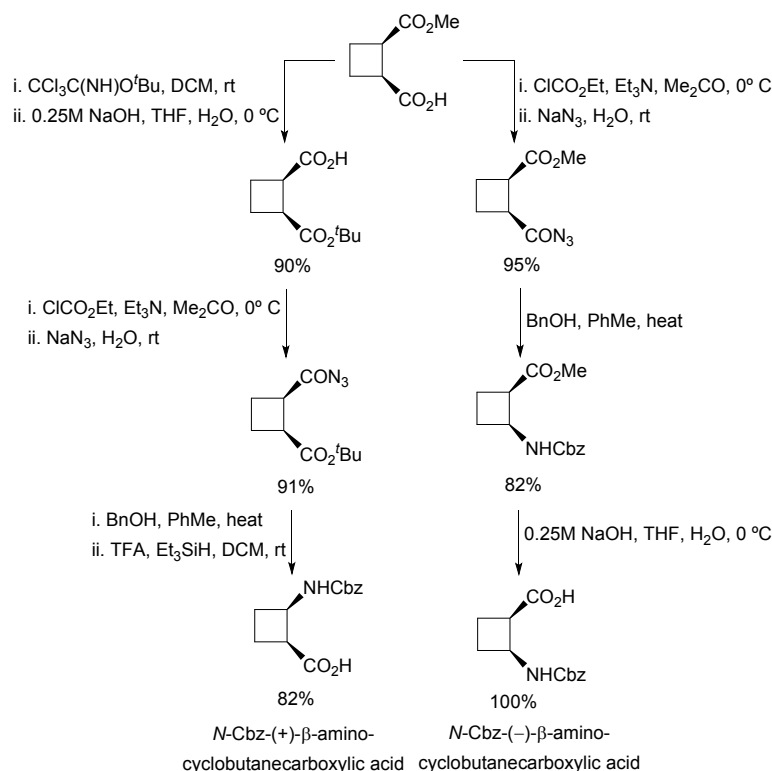 CO2Me
CO2H
i. CCl3C(NH)OtBu, DCM, rt
ii. 0.25M NaOH, THF, H2O, 0 ºC
i. ClCO2Et, Et3N, Me2CO, 0º C
ii. NaN3, H2O, rt
CO2H
CO2tBu
90%
CO2Me
CON3
95%
i. ClCO2Et, Et3N, Me2CO, 0º C
ii. NaN3, H2O, rt
BnOH, PhMe, heat
CON3
CO2tBu
91%
CO2Me
NHCbz
82%
i. BnOH, PhMe, heat
ii. TFA, Et3SiH, DCM, rt
0.25M NaOH, THF, H2O, 0 ºC
NHCbz
CO2H
82%
CO2H
NHCbz
100%
N-Cbz-(+)-β-amino-
cyclobutanecarboxylic acid
N-Cbz-(−)-β-amino-
cyclobutanecarboxylic acid